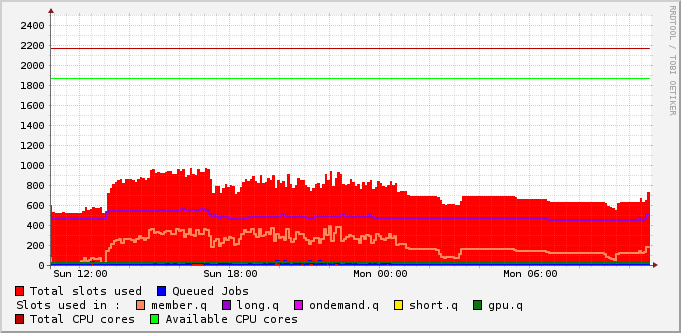 2400
2200
2000
1800
1600
1400
1200
1000
800
600
400
200
0
Sun 12:00 Sun 18:00 Mon 00:00 Mon 06:00
Total slots used Queued Jobs
Slots used in : member.q long.q ondemand.q short.q gpu.q
Total CPU cores Available CPU cores
RRDTOOL / TOBI OETIKER